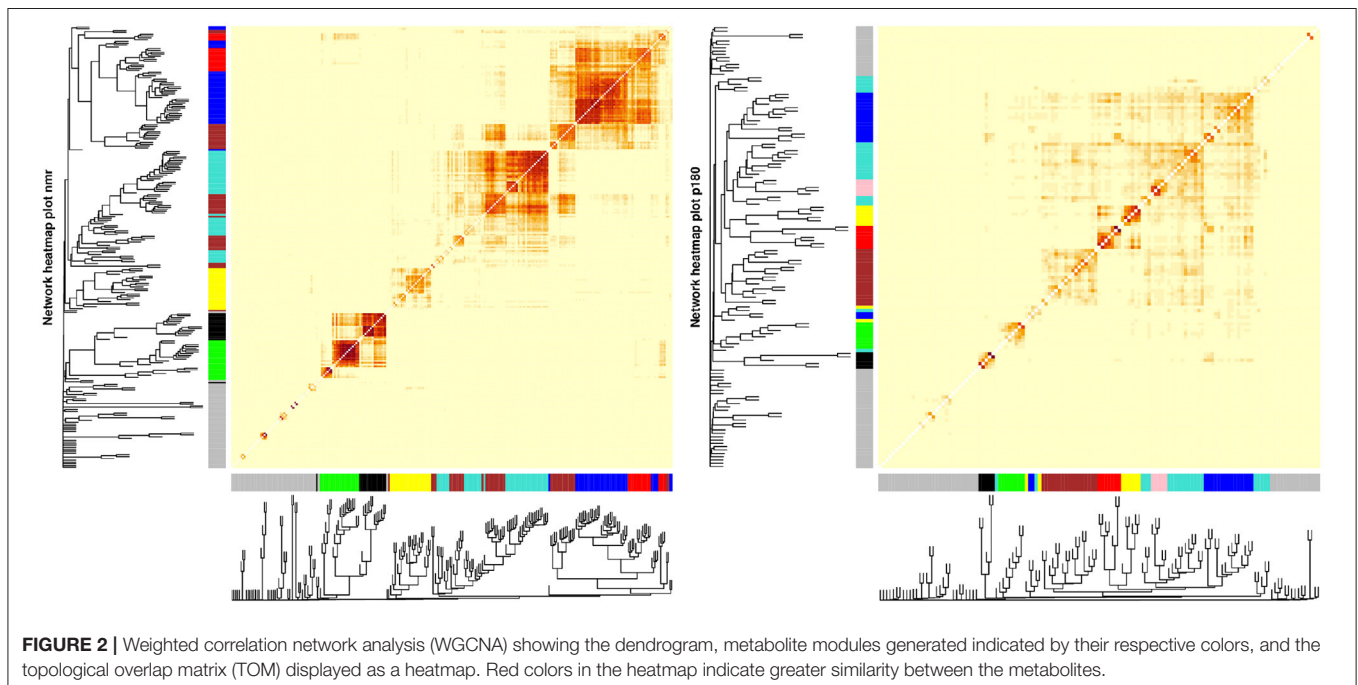 Network heatmap plot nmr
Network heatmap plot p180
FIGURE 2 | Weighted correlation network analysis (WGCNA) showing the dendrogram, metabolite modules generated indicated by their respective colors, and the
topological overlap matrix (TOM) displayed as a heatmap. Red colors in the heatmap indicate greater similarity between the metabolites.